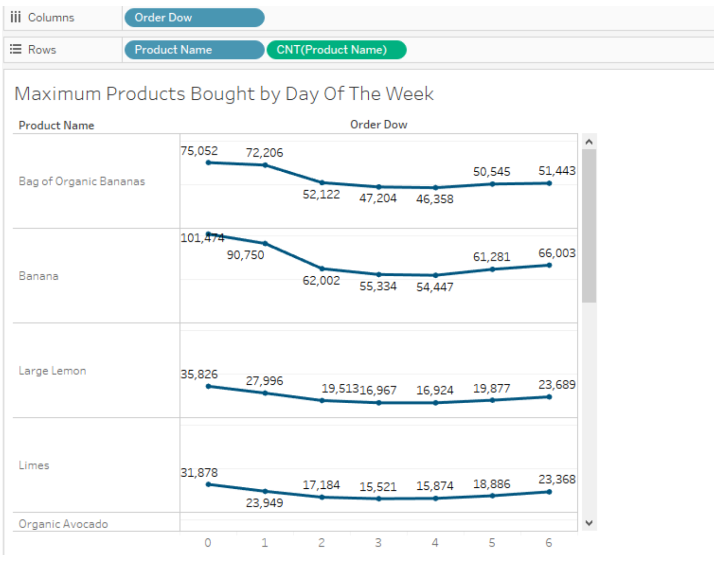 Columns Order Dow
Rows Product Name CNT(Product Name)
Maximum Products Bought by Day Of The Week
Product Name Order Dow
Bag of Organic Bananas 75,052 72,206 52,122 47,204 46,358 50,545 51,443
Banana 101,474 90,750 62,002 55,334 54,447 61,281 66,003
Large Lemon 35,826 27,996 19,513 16,967 16,924 19,877 23,689
Limes 31,878 23,949 17,184 15,521 15,874 18,886 23,368
Organic Avocado
0 1 2 3 4 5 6